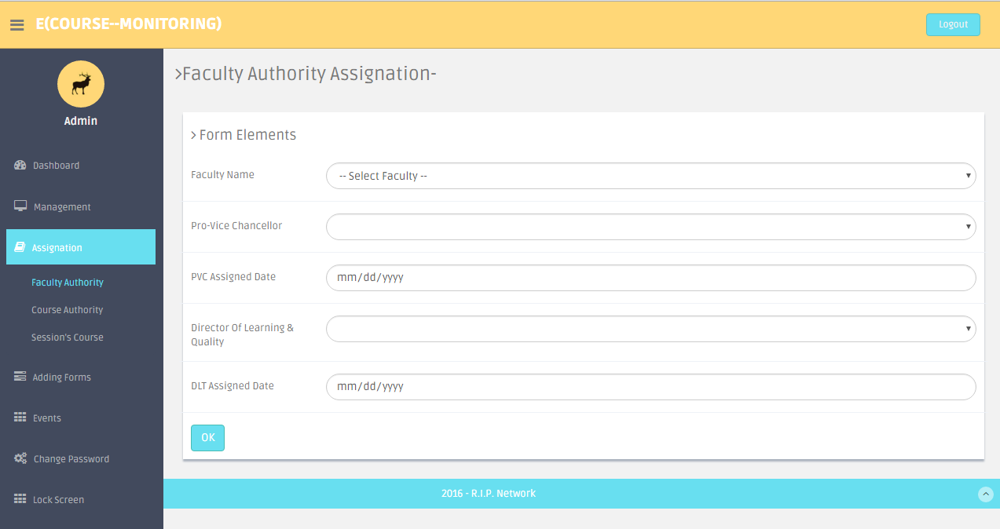 E(COURSE--MONITORING)
Logout
Admin
Dashboard
Management
Assignation
Faculty Authority
Course Authority
Session's Course
Adding Forms
Events
Change Password
Lock Screen
>Faculty Authority Assignation-
> Form Elements
Faculty Name
-- Select Faculty --
Pro-Vice Chancellor
PVC Assigned Date
mm/dd/yyyy
Director Of Learning &
Quality
DLT Assigned Date
mm/dd/yyyy
OK
2016 - R.I.P. Network